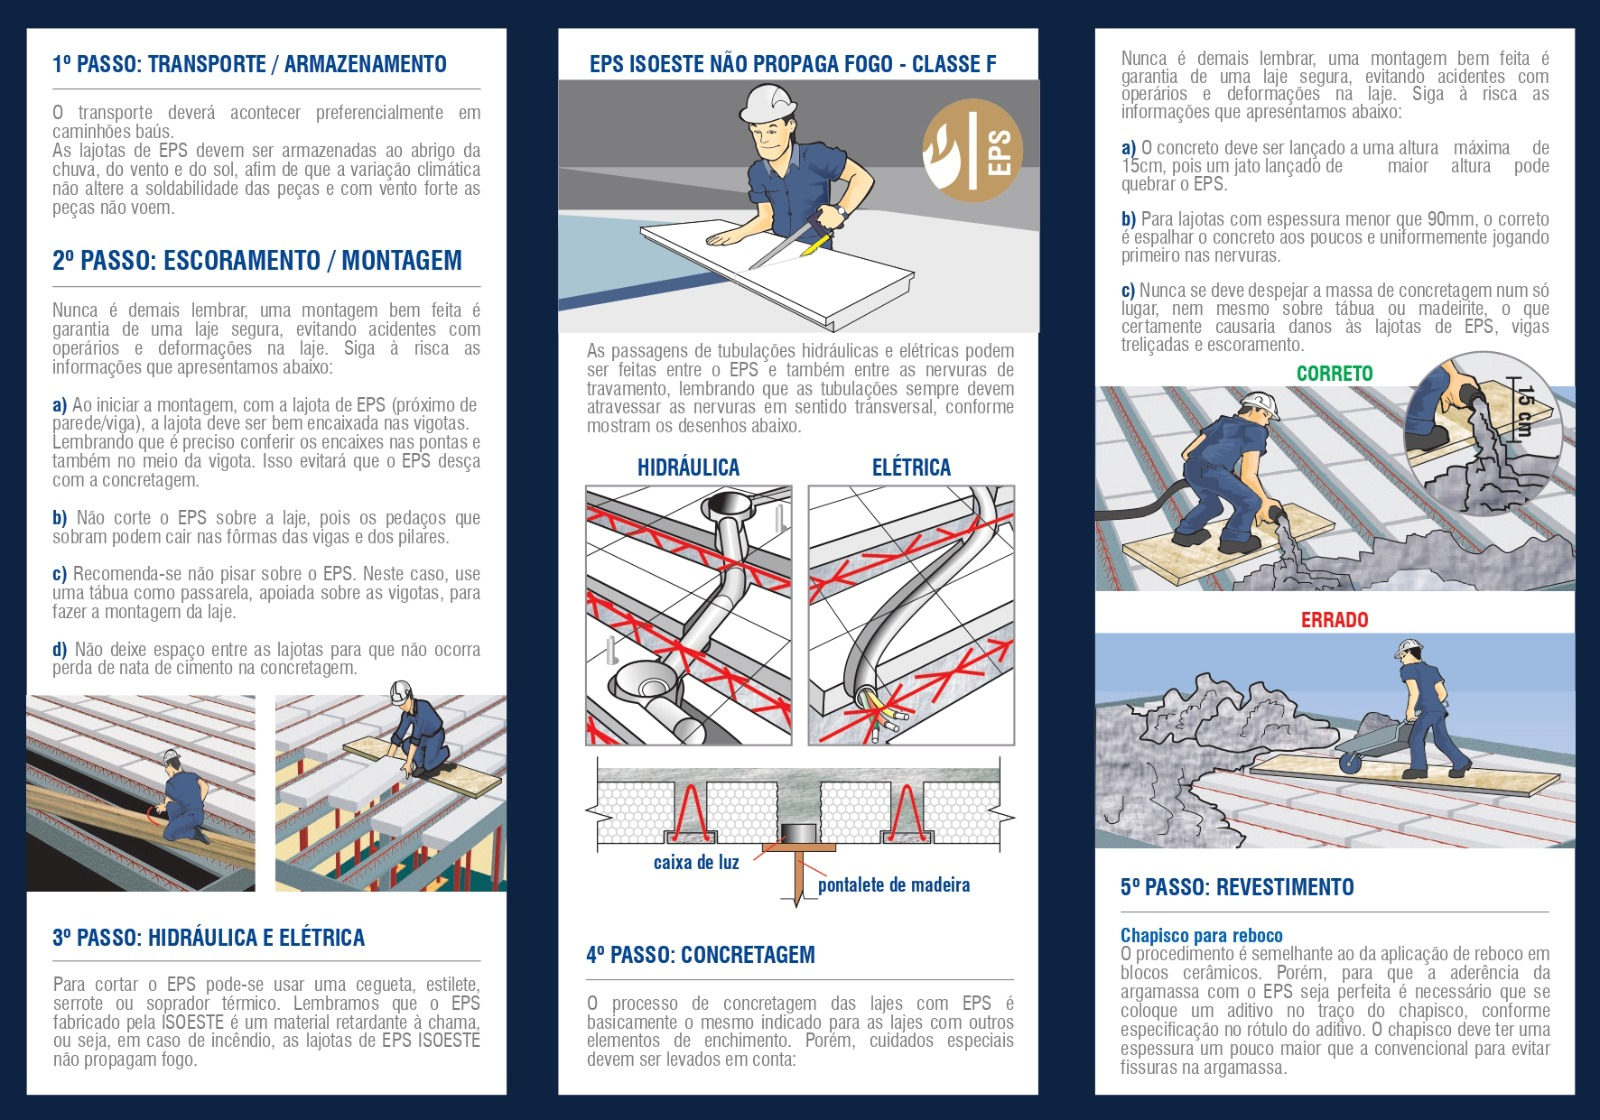 1º PASSO: TRANSPORTE / ARMAZENAMENTO
O transporte deverá acontecer preferencialmente em
caminhões baús.
As lajotas de EPS devem ser armazenadas ao abrigo da
chuva, do vento e do sol, afim de que a variação climática
não altere a soldabilidade das peças e com vento forte as
peças não voem.
2º PASSO: ESCORAMENTO / MONTAGEM
Nunca é demais lembrar, uma montagem bem feita é
garantia de uma laje segura, evitando acidentes com
operários e deformações na laje. Siga à risca as
informações que apresentamos abaixo:
a) Ao iniciar a montagem, com a lajota de EPS (próximo de
parede/viga), a lajota deve ser bem encaixada nas vigotas.
Lembrando que é preciso conferir os encaixes nas pontas e
também no meio da vigota. Isso evitará que o EPS desça
com a concretagem.
b) Não corte o EPS sobre a laje, pois os pedaços que
sobram podem cair nas fôrmas das vigas e dos pilares.
c) Recomenda-se não pisar sobre o EPS. Neste caso, use
uma tábua como passarela, apoiada sobre as vigotas, para
fazer a montagem da laje.
d) Não deixe espaço entre as lajotas para que não ocorra
perda de nata de cimento na concretagem.
3º PASSO: HIDRÁULICA E ELÉTRICA
Para cortar o EPS pode-se usar uma cegueta, estilete,
serrote ou soprador térmico. Lembramos que o EPS
fabricado pela ISOESTE é um material retardante à chama,
ou seja, em caso de incêndio, as lajotas de EPS ISOESTE
não propagam fogo.
EPS ISOESTE NÃO PROPAGA FOGO - CLASSE F
EPS
As passagens de tubulações hidráulicas e elétricas podem
ser feitas entre o EPS e também entre as nervuras de
travamento, lembrando que as tubulações sempre devem
atravessar as nervuras em sentido transversal, conforme
mostram os desenhos abaixo.
HIDRÁULICA
ELÉTRICA
caixa de luz
pontalete de madeira
4º PASSO: CONCRETAGEM
O processo de concretagem das lajes com EPS é
basicamente o mesmo indicado para as lajes com outros
elementos de enchimento. Porém, cuidados especiais
devem ser levados em conta:
Nunca é demais lembrar, uma montagem bem feita é
garantia de uma laje segura, evitando acidentes com
operários e deformações na laje. Siga à risca as
informações que apresentamos abaixo:
a) O concreto deve ser lançado a uma altura máxima de
15cm, pois um jato lançado de maior altura pode
quebrar o EPS.
b) Para lajotas com espessura menor que 90mm, o correto
é espalhar o concreto aos poucos e uniformemente jogando
primeiro nas nervuras.
c) Nunca se deve despejar a massa de concretagem num só
lugar, nem mesmo sobre tábua ou madeirite, o que
certamente causaria danos às lajotas de EPS, vigas
treliçadas e escoramento.
CORRETO
15 cm
ERRADO
5º PASSO: REVESTIMENTO
Chapisco para reboco
O procedimento é semelhante ao da aplicação de reboco em
blocos cerâmicos. Porém, para que a aderência da
argamassa com o EPS seja perfeita é necessário que se
coloque um aditivo no traço do chapisco, conforme
especificação no rótulo do aditivo. O chapisco deve ter uma
espessura um pouco maior que a convencional para evitar
fissuras na argamassa.